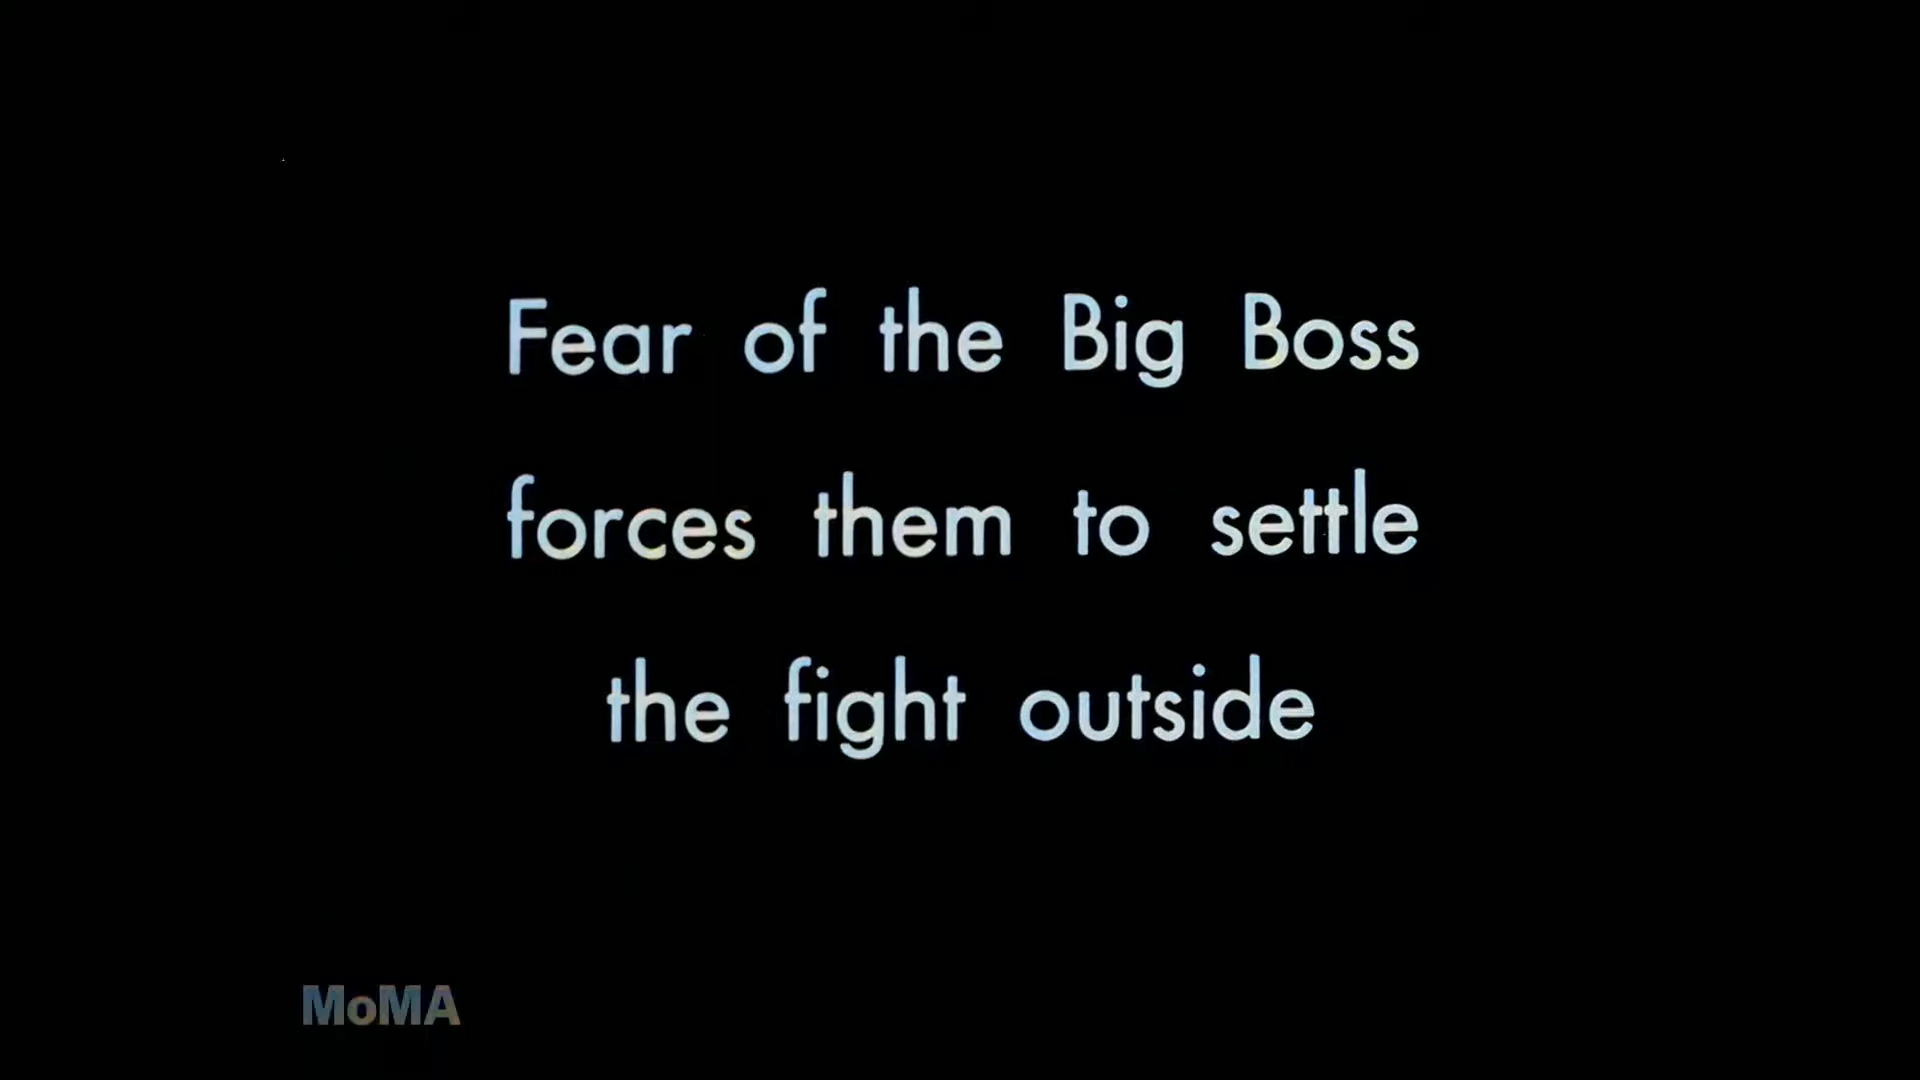 Fear of the Big Boss
forces them to settle
the fight outside
MoMA